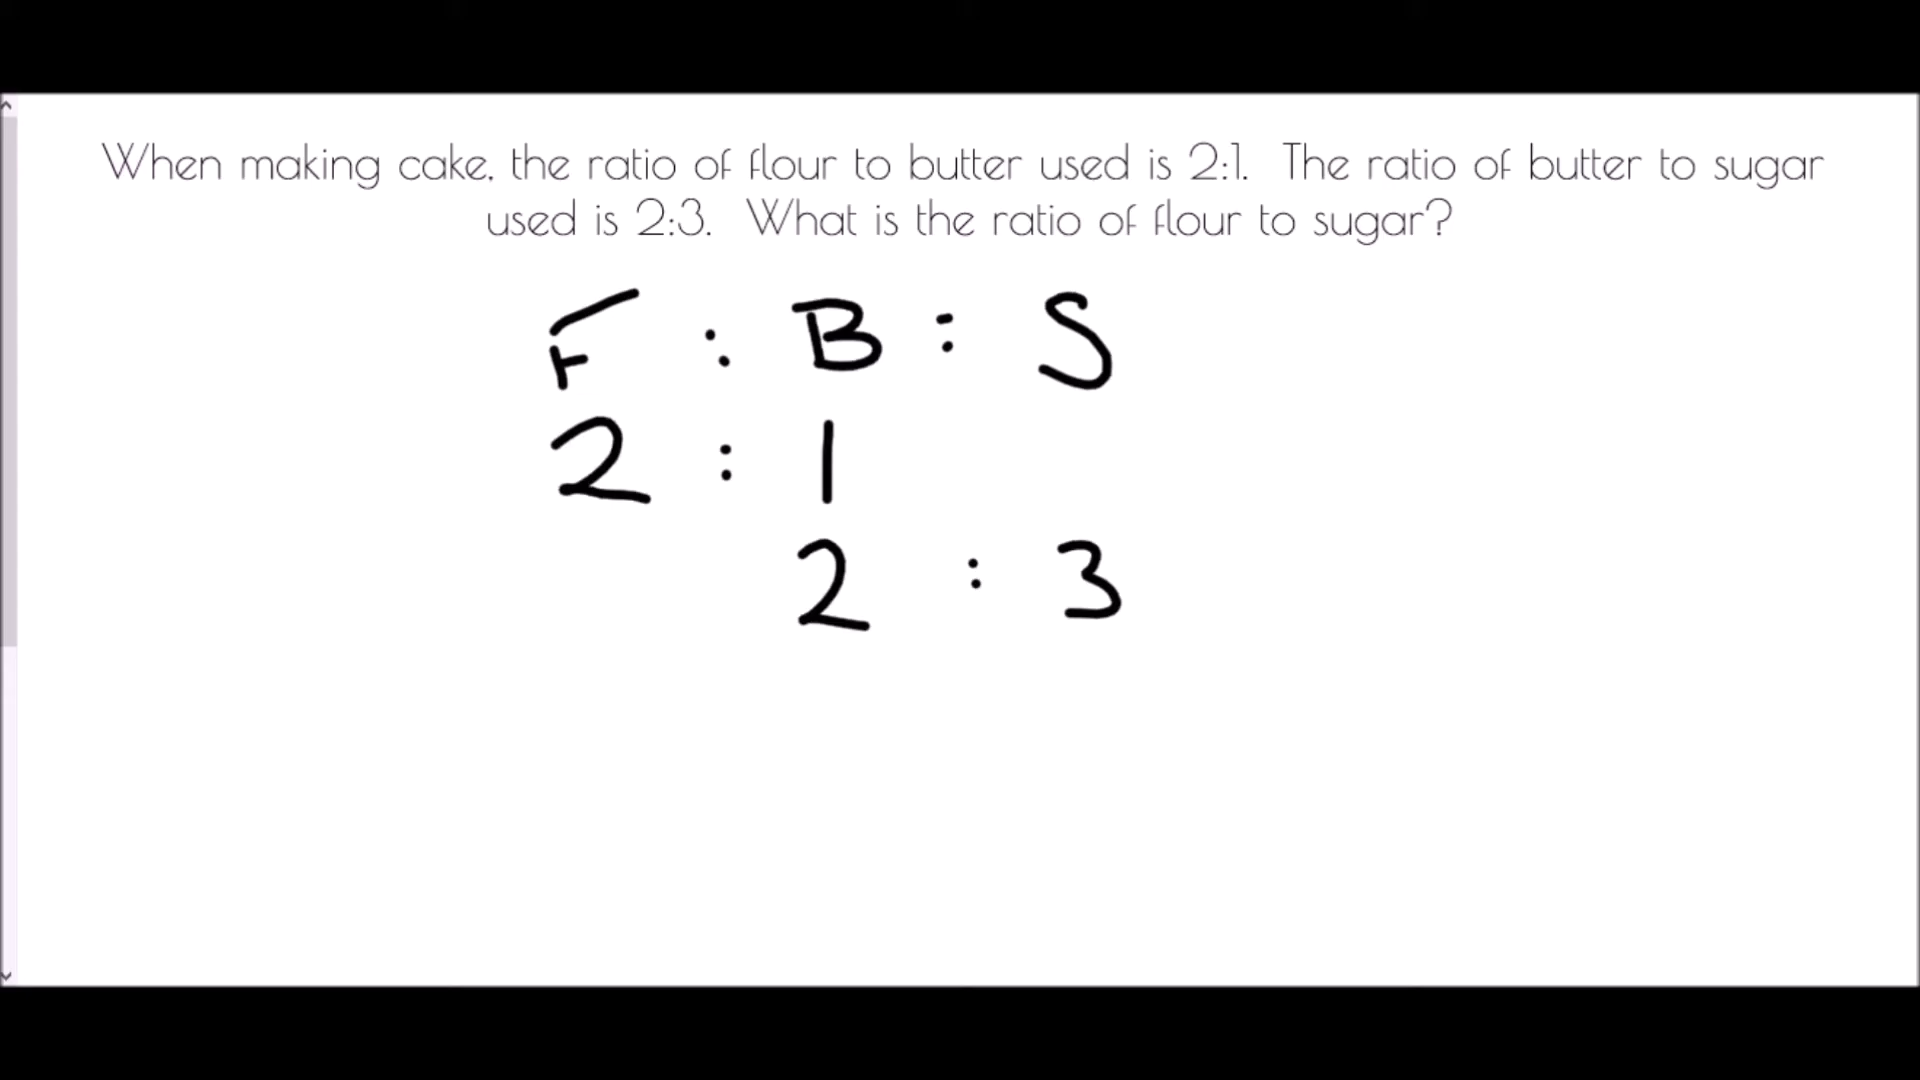 When making cake, the ratio of flour to butter used is 2:1. The ratio of butter to sugar
used is 2:3. What is the ratio of flour to sugar?
F : B : S
2 : 1
2 : 3